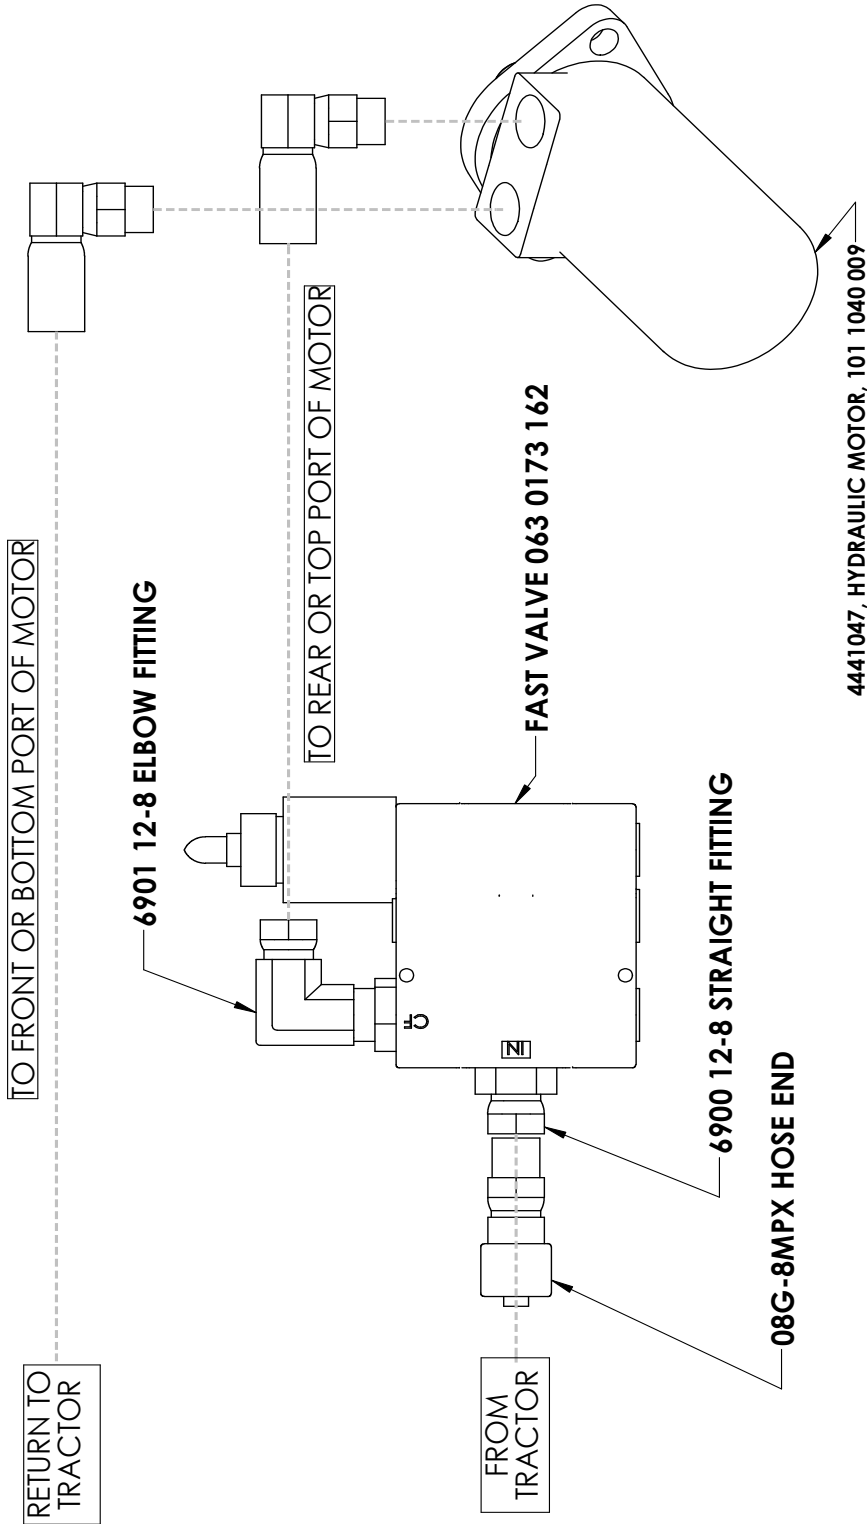 RETURN TO
TRACTOR
TO FRONT OR BOTTOM PORT OF MOTOR
6901 12-8 ELBOW FITTING
TO REAR OR TOP PORT OF MOTOR
CF
IN
FROM
TRACTOR
FAST VALVE 063 0173 162
6900 12-8 STRAIGHT FITTING
08G-8MPX HOSE END
4441047, HYDRAULIC MOTOR, 101 1040 009